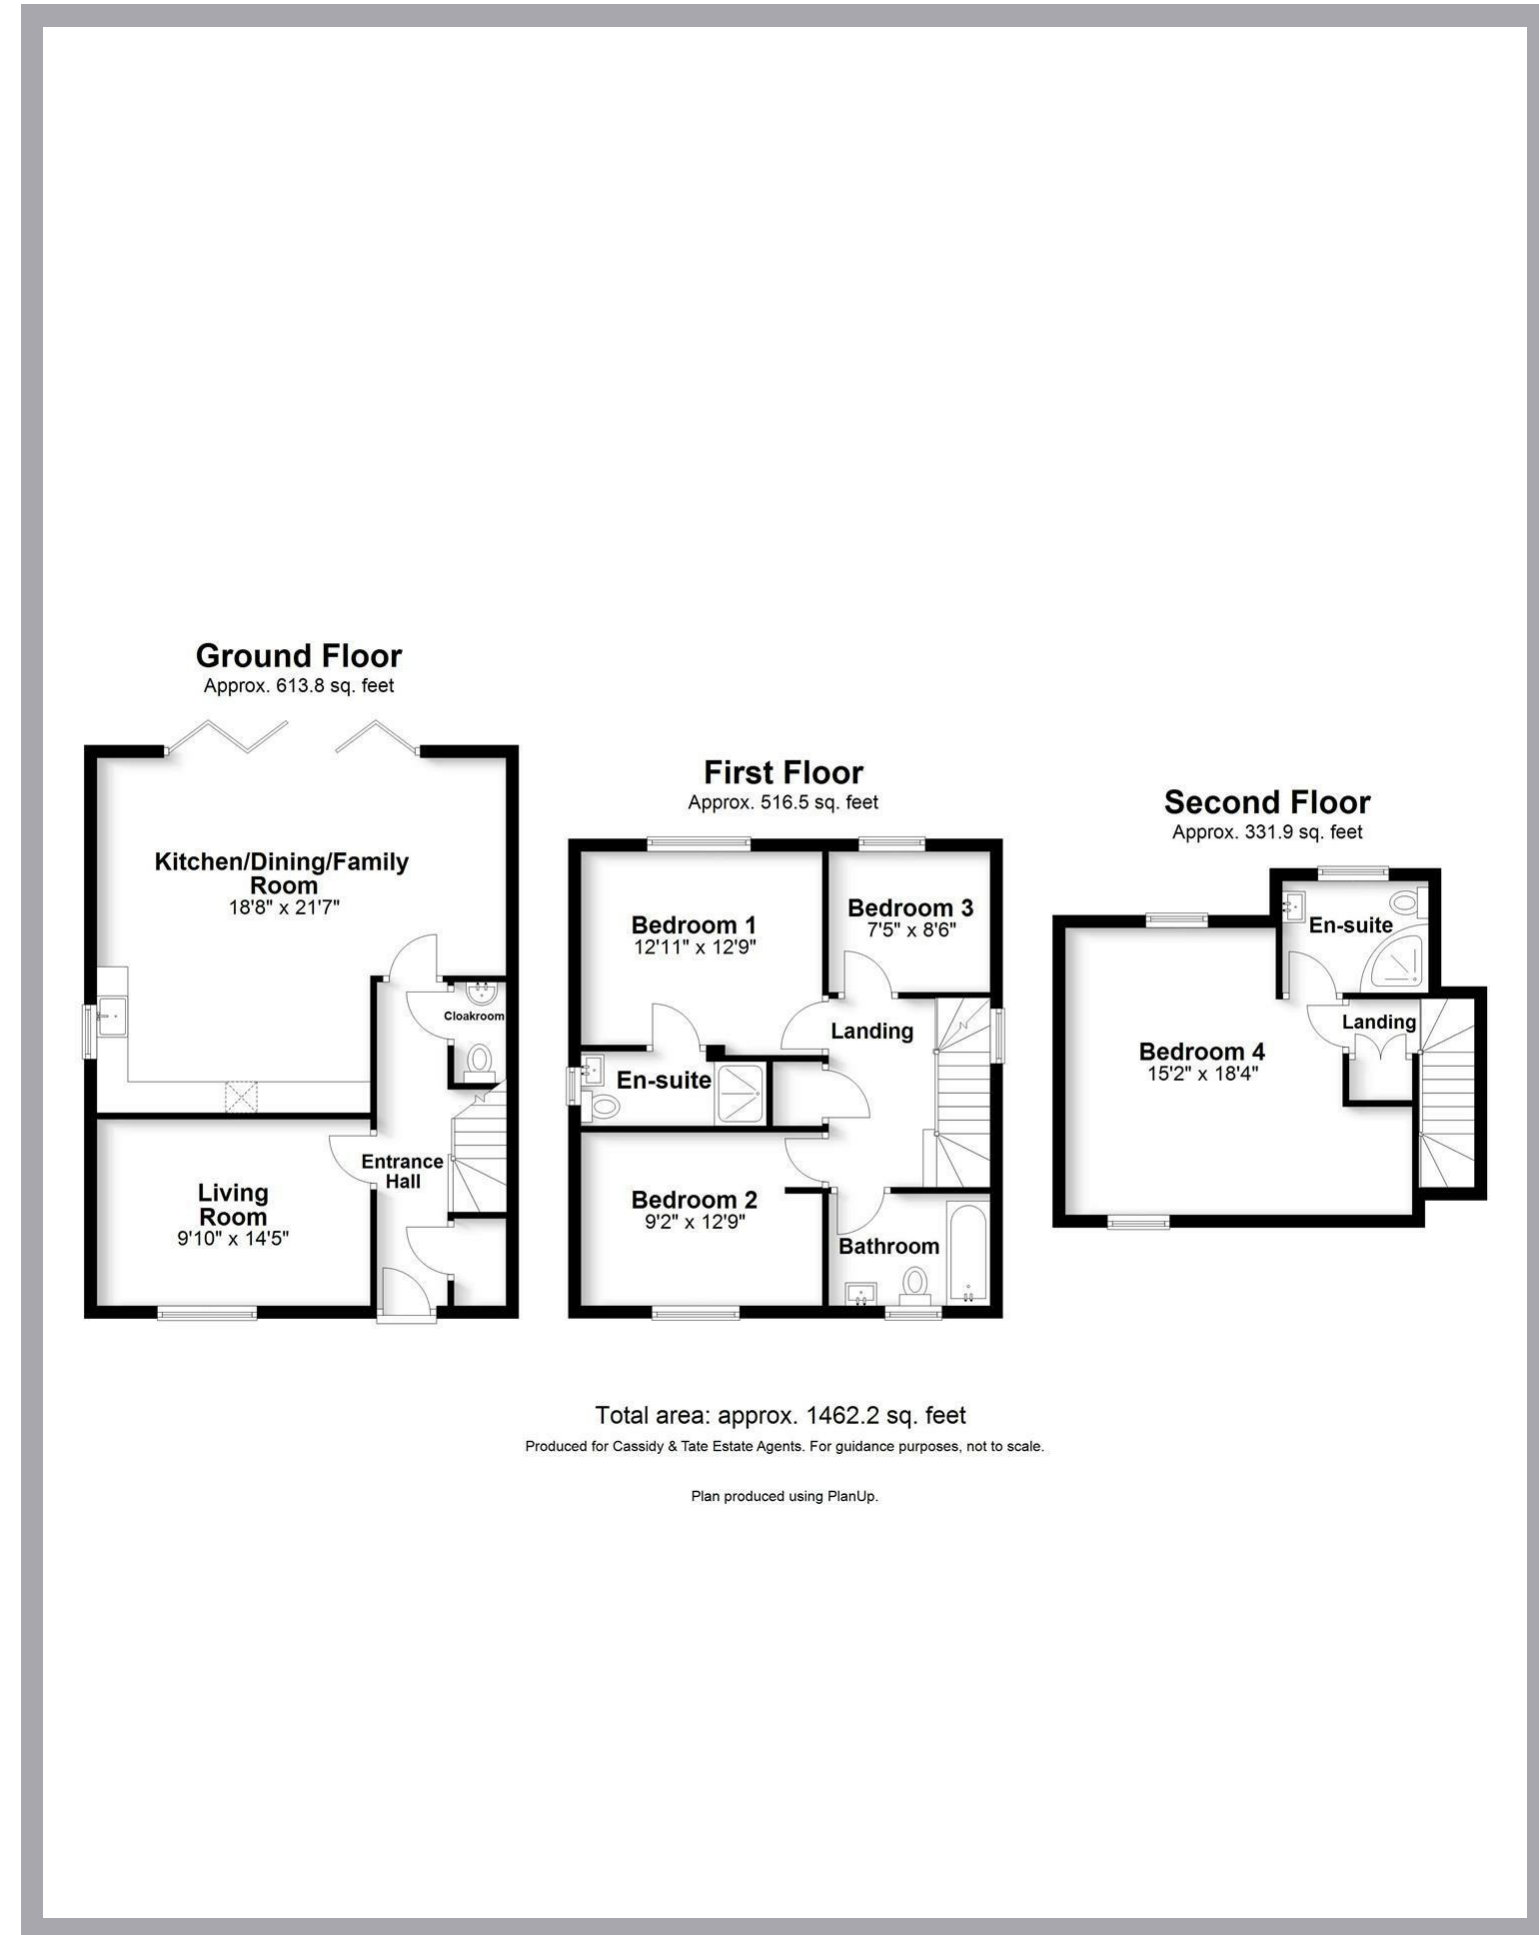 Ground Floor
Approx. 613.8 sq. feet
Kitchen/Dining/Family
Room
18'8" x 21'7"
Cloakroom
Entrance
Hall
Living
Room
9'10" x 14'5"
First Floor
Approx. 516.5 sq. feet
Bedroom 1
12'11" x 12'9"
Bedroom 3
7'5" x 8'6"
Landing
En-suite
Bedroom 2
9'2" x 12'9"
Bathroom
Second Floor
Approx. 331.9 sq. feet
En-suite
Landing
Bedroom 4
15'2" x 18'4"
Total area: approx. 1462.2 sq. feet
Produced for Cassidy & Tate Estate Agents. For guidance purposes, not to scale.
Plan produced using PlanUp.